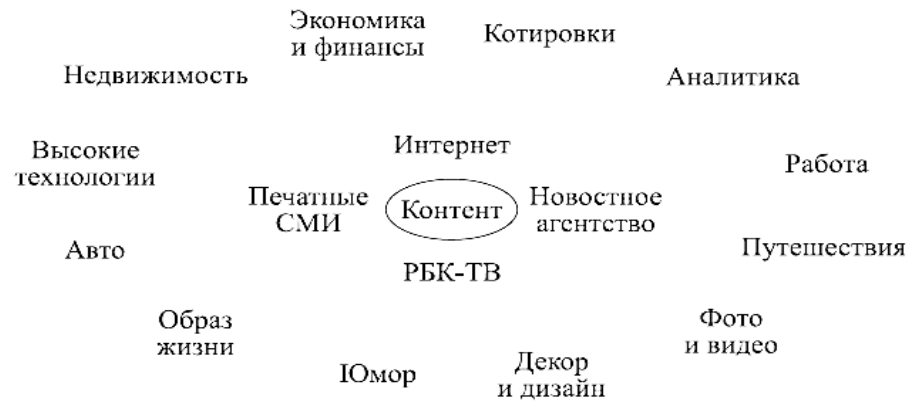 Экономика
и финансы
Котировки
Недвижимость
Аналитика
Интернет
Высокие
технологии
Работа
Печатные
СМИ
Контент
Новостное
агентство
Авто
Путешествия
РБК-ТВ
Образ
жизни
Фото
и видео
Юмор
Декор
и дизайн